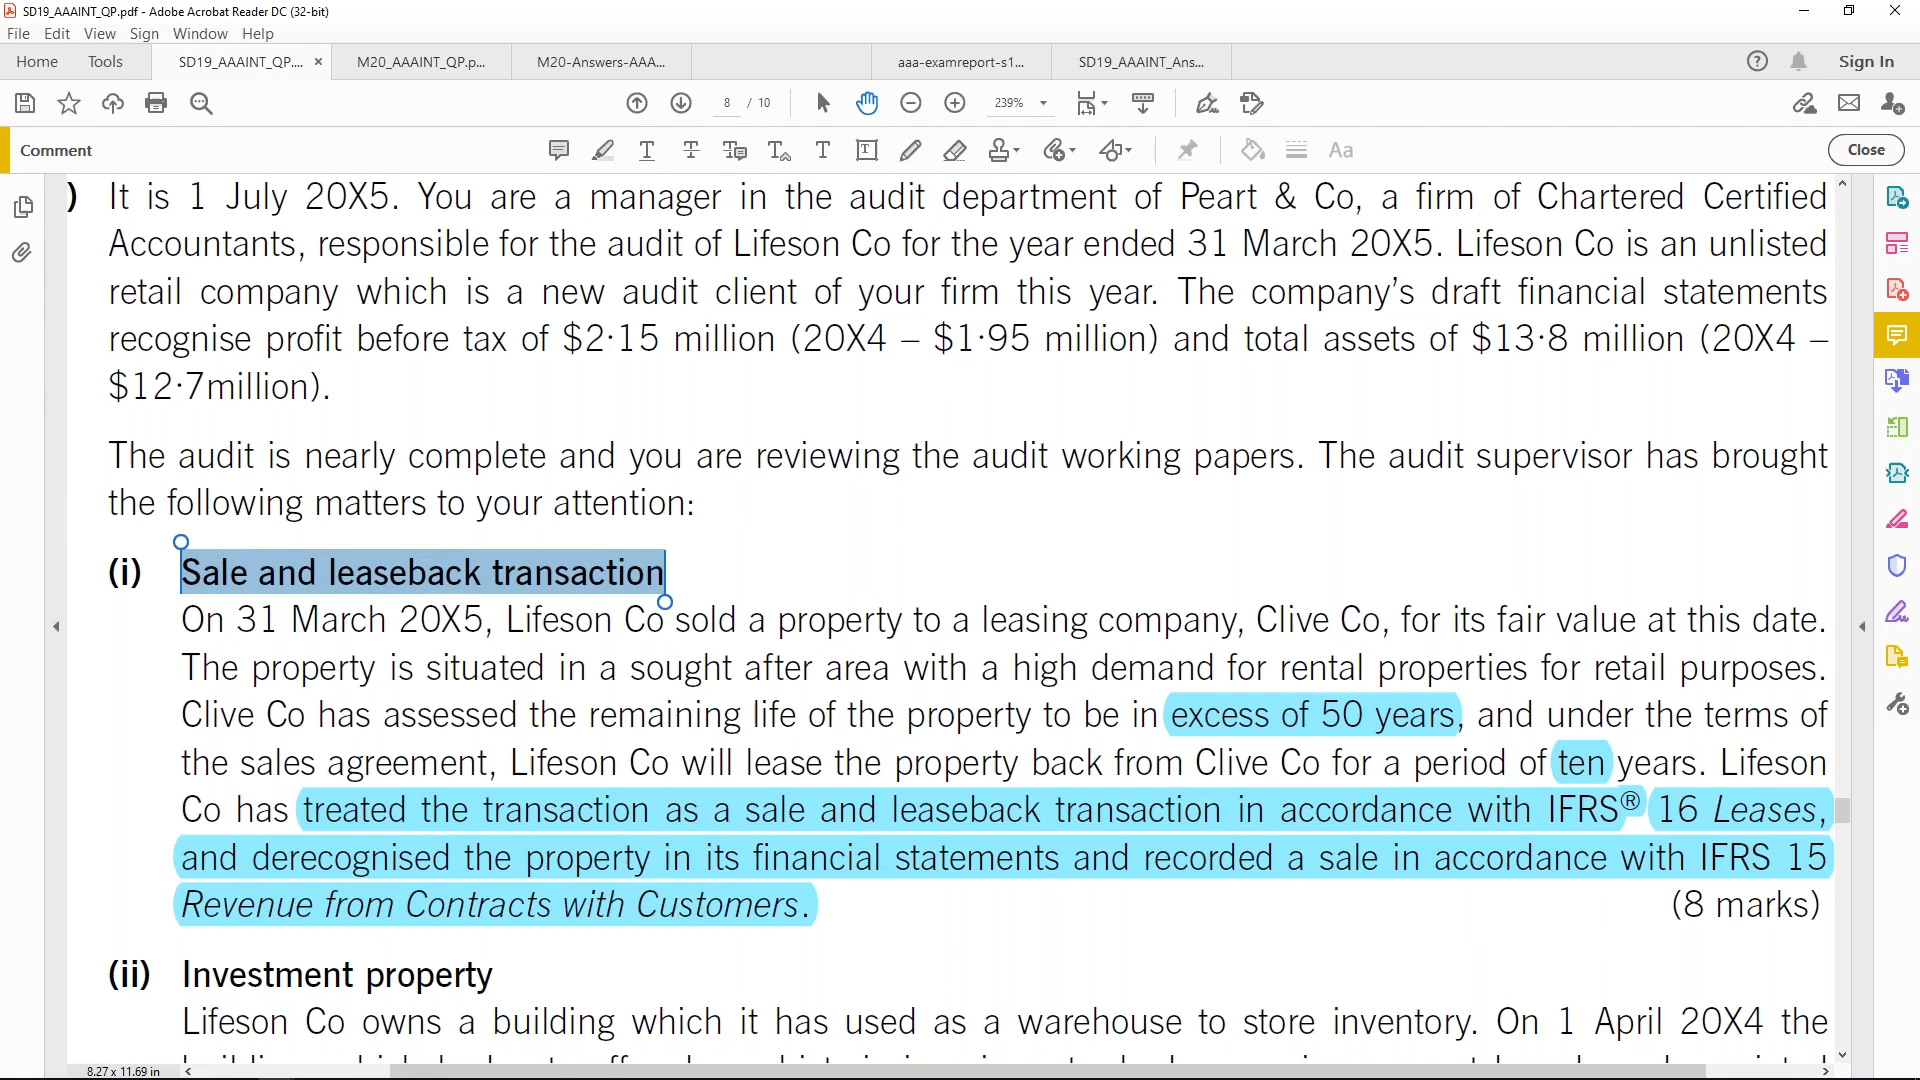 SD19_AAAINT_QP.pdf - Adobe Acrobat Reader DC (32-bit)
File Edit View Sign Window Help
Home Tools SD19_AAAINT_QP.... × M20_AAAINT_QP.p... M20-Answers-AAA... aaa-examreport-s1... SD19_AAAINT_Ans... Sign In
8 / 10 239%
Comment Close
) It is 1 July 20X5. You are a manager in the audit department of Peart & Co, a firm of Chartered Certified
Accountants, responsible for the audit of Lifeson Co for the year ended 31 March 20X5. Lifeson Co is an unlisted
retail company which is a new audit client of your firm this year. The company’s draft financial statements
recognise profit before tax of $2·15 million (20X4 – $1·95 million) and total assets of $13·8 million (20X4 –
$12·7million).
The audit is nearly complete and you are reviewing the audit working papers. The audit supervisor has brought
the following matters to your attention:
(i) Sale and leaseback transaction
On 31 March 20X5, Lifeson Co sold a property to a leasing company, Clive Co, for its fair value at this date.
The property is situated in a sought after area with a high demand for rental properties for retail purposes.
Clive Co has assessed the remaining life of the property to be in excess of 50 years, and under the terms of
the sales agreement, Lifeson Co will lease the property back from Clive Co for a period of ten years. Lifeson
Co has treated the transaction as a sale and leaseback transaction in accordance with IFRS® 16 Leases,
and derecognised the property in its financial statements and recorded a sale in accordance with IFRS 15
Revenue from Contracts with Customers. (8 marks)
(ii) Investment property
Lifeson Co owns a building which it has used as a warehouse to store inventory. On 1 April 20X4 the
8.27 x 11.69 in